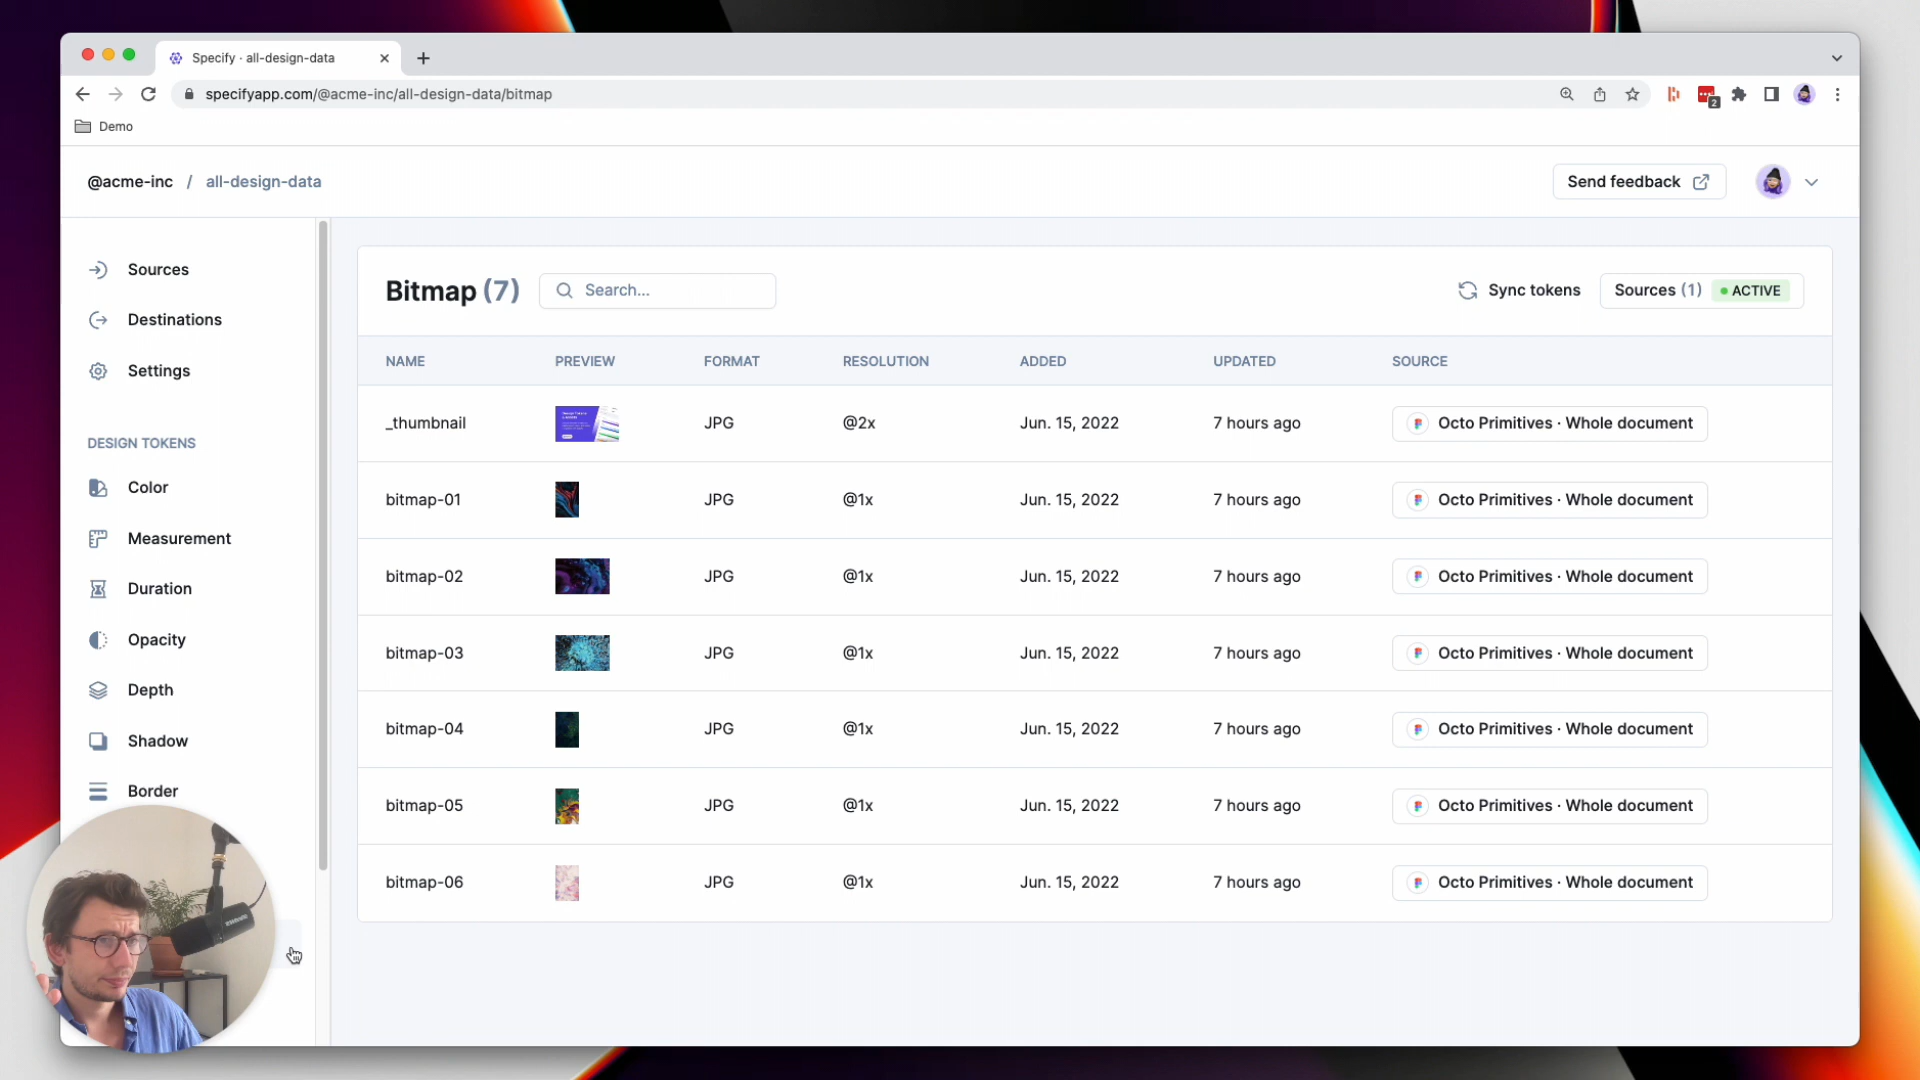 Specify · all-design-data
specifyapp.com/@acme-inc/all-design-data/bitmap
2
Demo
@acme-inc / all-design-data
Send feedback
Sources
Destinations
Settings
DESIGN TOKENS
Color
Measurement
Duration
Opacity
Depth
Shadow
Border
Bitmap (7)
Search...
Sync tokens
Sources (1) ACTIVE
NAME PREVIEW FORMAT RESOLUTION ADDED UPDATED SOURCE
_thumbnail JPG @2x Jun. 15, 2022 7 hours ago Octo Primitives · Whole document
bitmap-01 JPG @1x Jun. 15, 2022 7 hours ago Octo Primitives · Whole document
bitmap-02 JPG @1x Jun. 15, 2022 7 hours ago Octo Primitives · Whole document
bitmap-03 JPG @1x Jun. 15, 2022 7 hours ago Octo Primitives · Whole document
bitmap-04 JPG @1x Jun. 15, 2022 7 hours ago Octo Primitives · Whole document
bitmap-05 JPG @1x Jun. 15, 2022 7 hours ago Octo Primitives · Whole document
bitmap-06 JPG @1x Jun. 15, 2022 7 hours ago Octo Primitives · Whole document